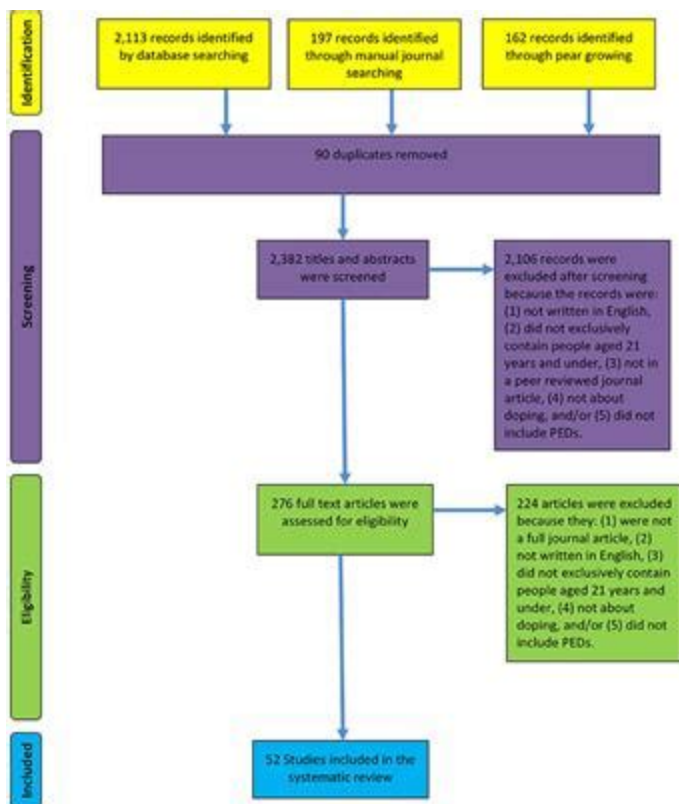 Identification
2,113 records identified
by database searching
197 records identified
through manual journal
searching
162 records identified
through pear growing
Screening
90 duplicates removed
2,382 titles and abstracts
were screened
2,106 records were
excluded after screening
because the records were:
(1) not written in English,
(2) did not exclusively
contain people aged 21
years and under, (3) not in
a peer reviewed journal
article, (4) not about
doping, and/or (5) did not
include PEDs.
Eligibility
276 full text articles were
assessed for eligibility
224 articles were excluded
because they: (1) were not
a full journal article, (2)
not written in English, (3)
did not exclusively contain
people aged 21 years and
under, (4) not about
doping, and/or (5) did not
include PEDs.
Included
52 Studies included in the
systematic review